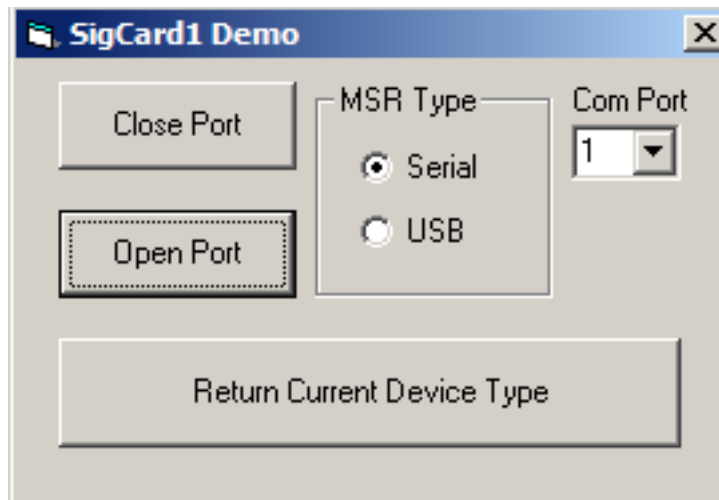 SigCard1 Demo
Close Port
MSR Type
Com Port
Serial
1
USB
Open Port
Return Current Device Type